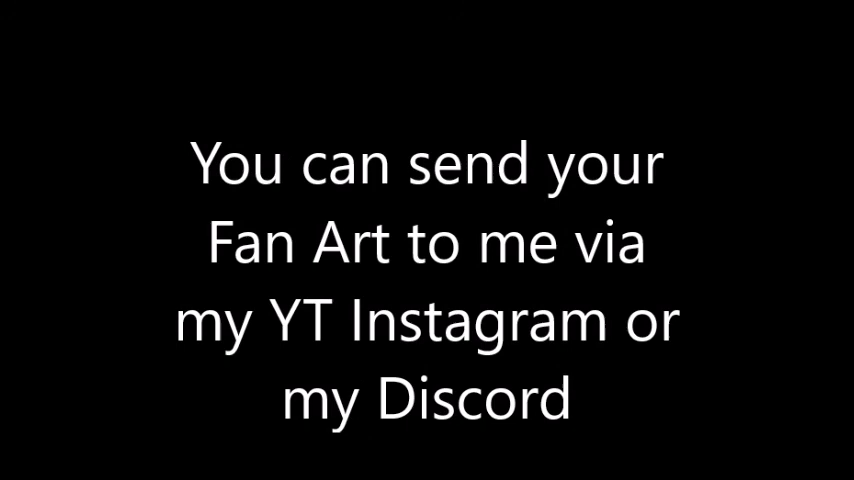 You can send your
Fan Art to me via
my YT Instagram or
my Discord